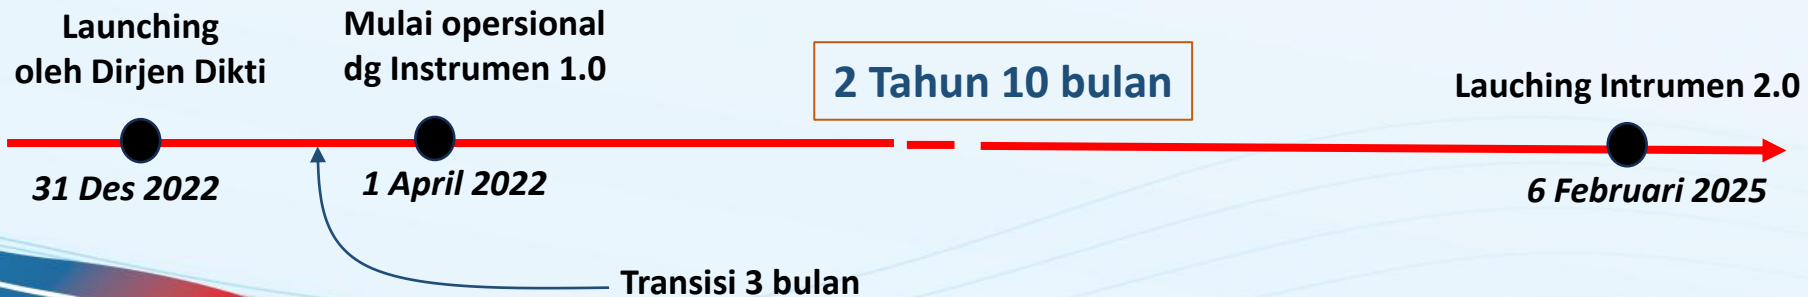 Launching
oleh Dirjen Dikti
31 Des 2022
Mulai opersional
dg Instrumen 1.0
1 April 2022
Transisi 3 bulan
2 Tahun 10 bulan
Lauching Intrumen 2.0
6 Februari 2025